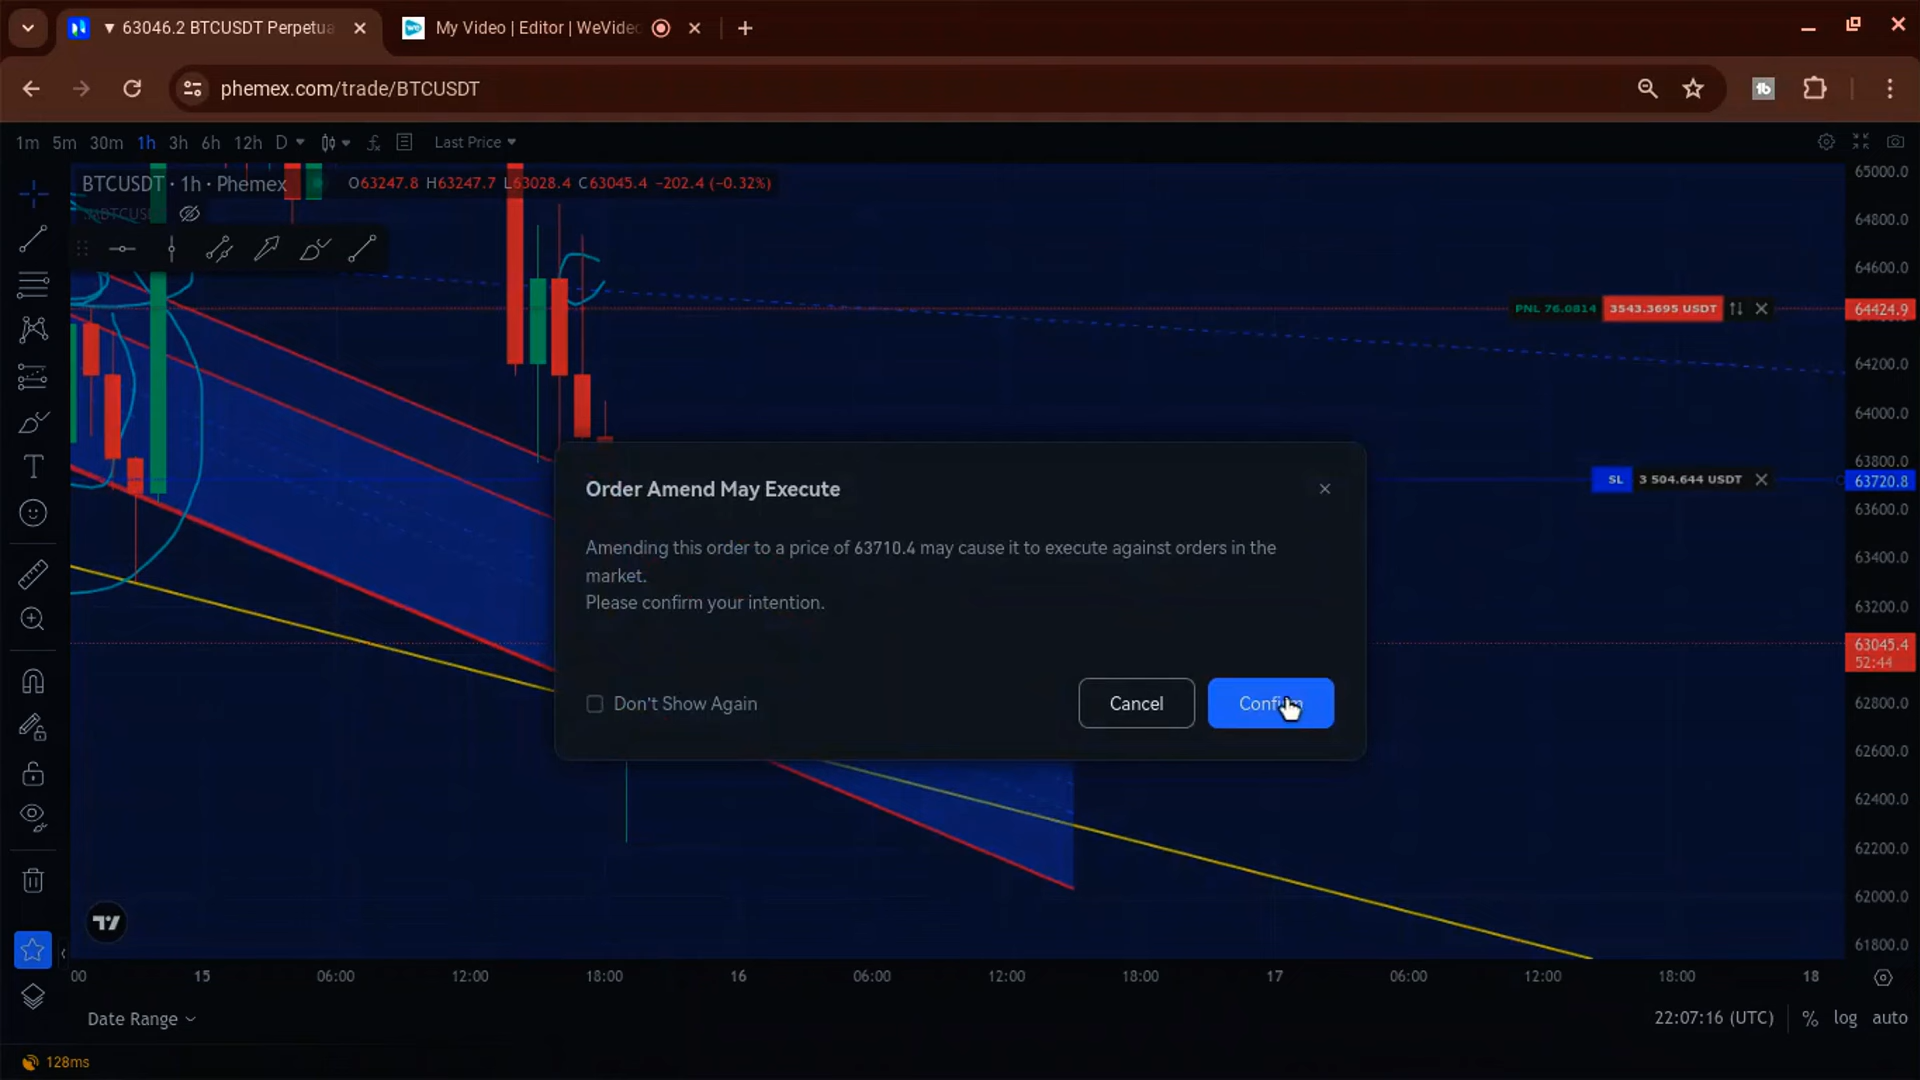 ▼ 63046.2 BTCUSDT Perpetua
My Video | Editor | WeVideo
phemex.com/trade/BTCUSDT
1m 5m 30m 1h 3h 6h 12h D Last Price
BTCUSDT · 1h · Phemex O63247.8 H63247.7 L63028.4 C63045.4 −202.4 (−0.32%)
65000.0
64800.0
64600.0
PNL 76.0814 3543.3695 USDT 64424.9
64200.0
64000.0
63800.0
SL 3 504.644 USDT 63720.8
63600.0
63400.0
63200.0
63045.4
52:44
62800.0
62600.0
62400.0
62200.0
62000.0
61800.0
Order Amend May Execute
Amending this order to a price of 63710.4 may cause it to execute against orders in the
market.
Please confirm your intention.
Don't Show Again
Cancel
00 15 06:00 12:00 18:00 16 06:00 12:00 18:00 17 06:00 12:00 18:00 18
Date Range 22:07:16 (UTC) % log auto
128ms